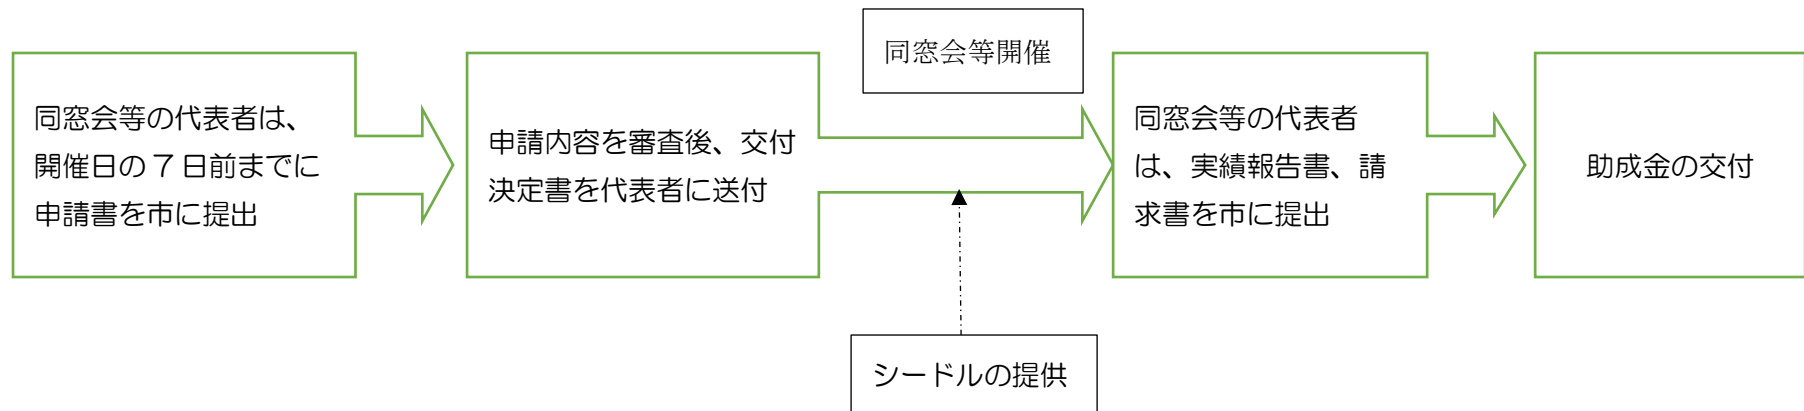 同窓会等の代表者は、
開催日の7日前までに
申請書を市に提出
申請内容を審査後、交付
決定書を代表者に送付
同窓会等開催
シードルの提供
同窓会等の代表者
は、実績報告書、請
求書を市に提出
助成金の交付